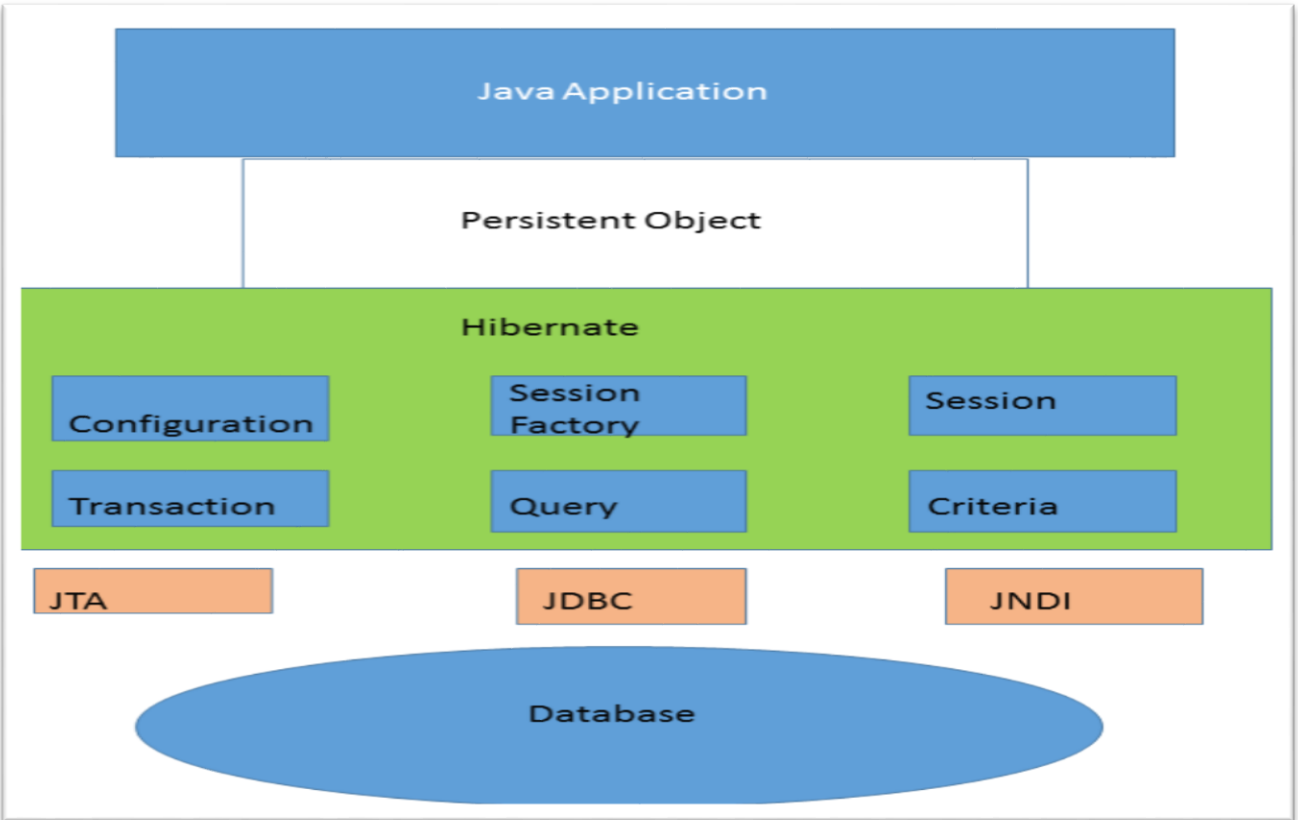 Java Application
Persistent Object
Hibernate
Configuration
Session
Factory
Session
Transaction
Query
Criteria
JTA
JDBC
JNDI
Database